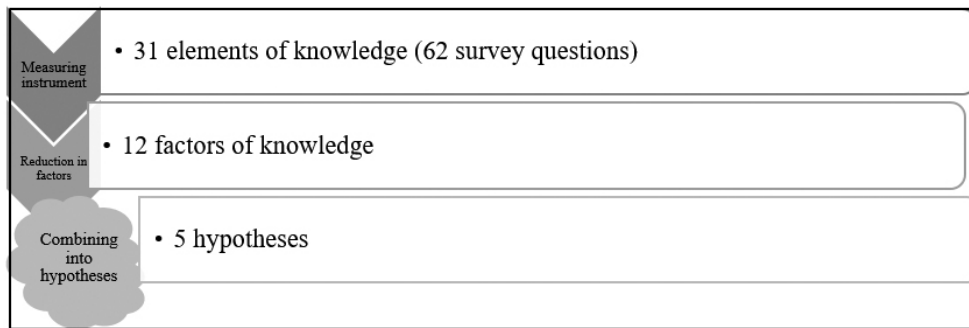 Measuring
instrument
• 31 elements of knowledge (62 survey questions)
Reduction in
factors
• 12 factors of knowledge
Combining
into
hypotheses
• 5 hypotheses